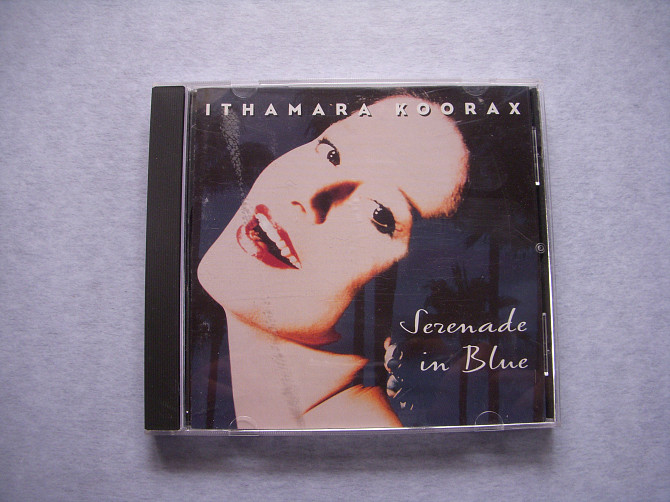 ITHAMARA KOORAX
©
Serenade
in Blue